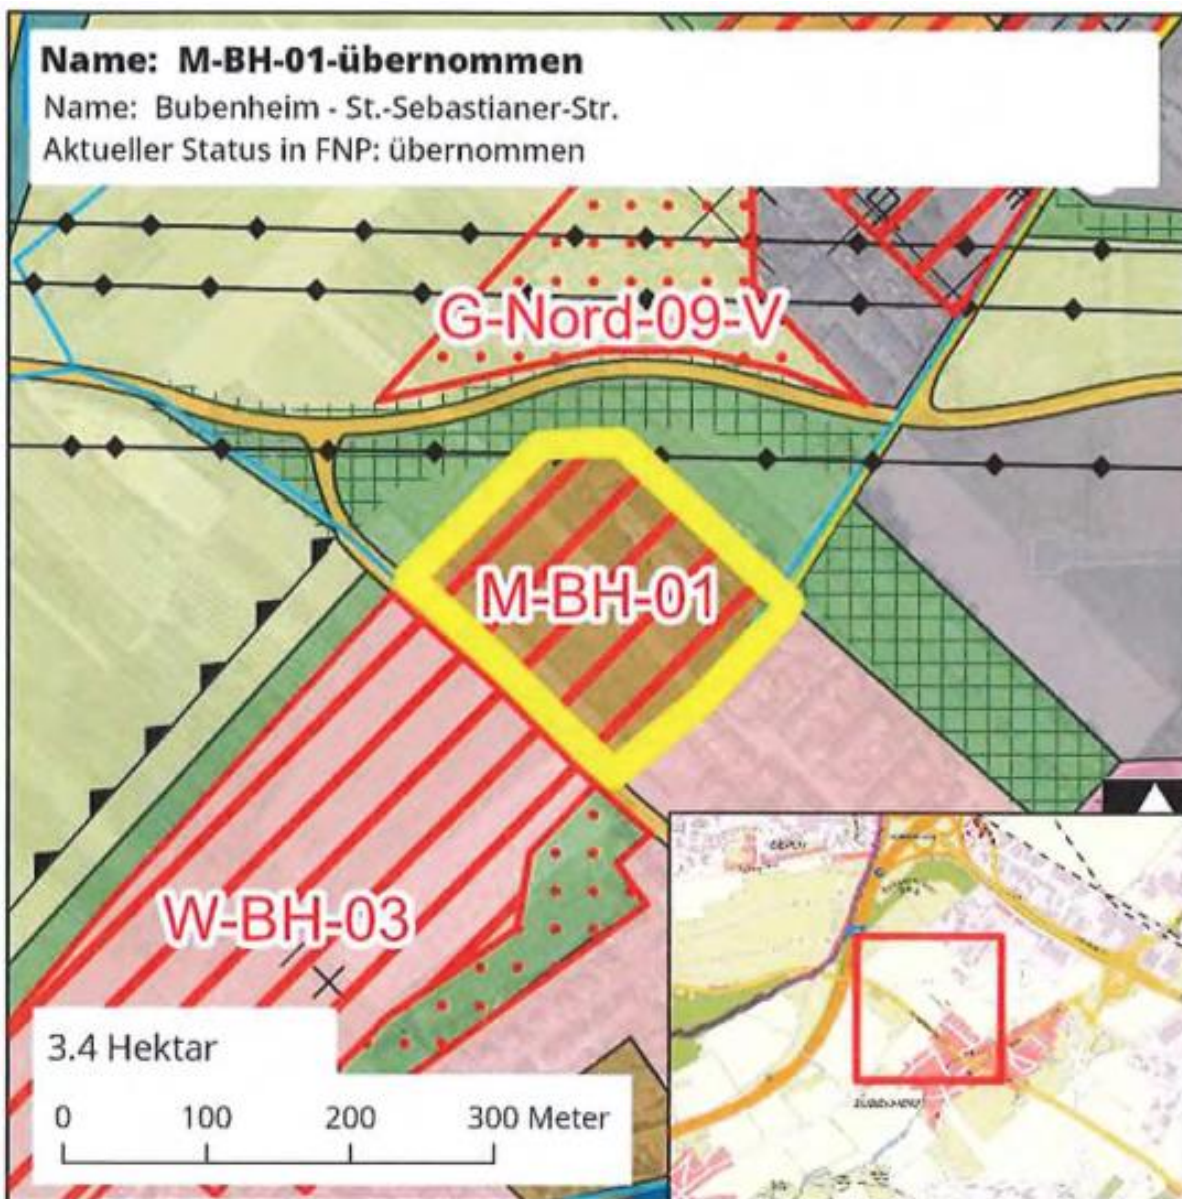 Name: M-BH-01-übernommen
Name: Bubenheim - St.-Sebastianer-Str.
Aktueller Status in FNP: übernommen
G-Nord-09-V
M-BH-01
W-BH-03
3.4 Hektar
0 100 200 300 Meter